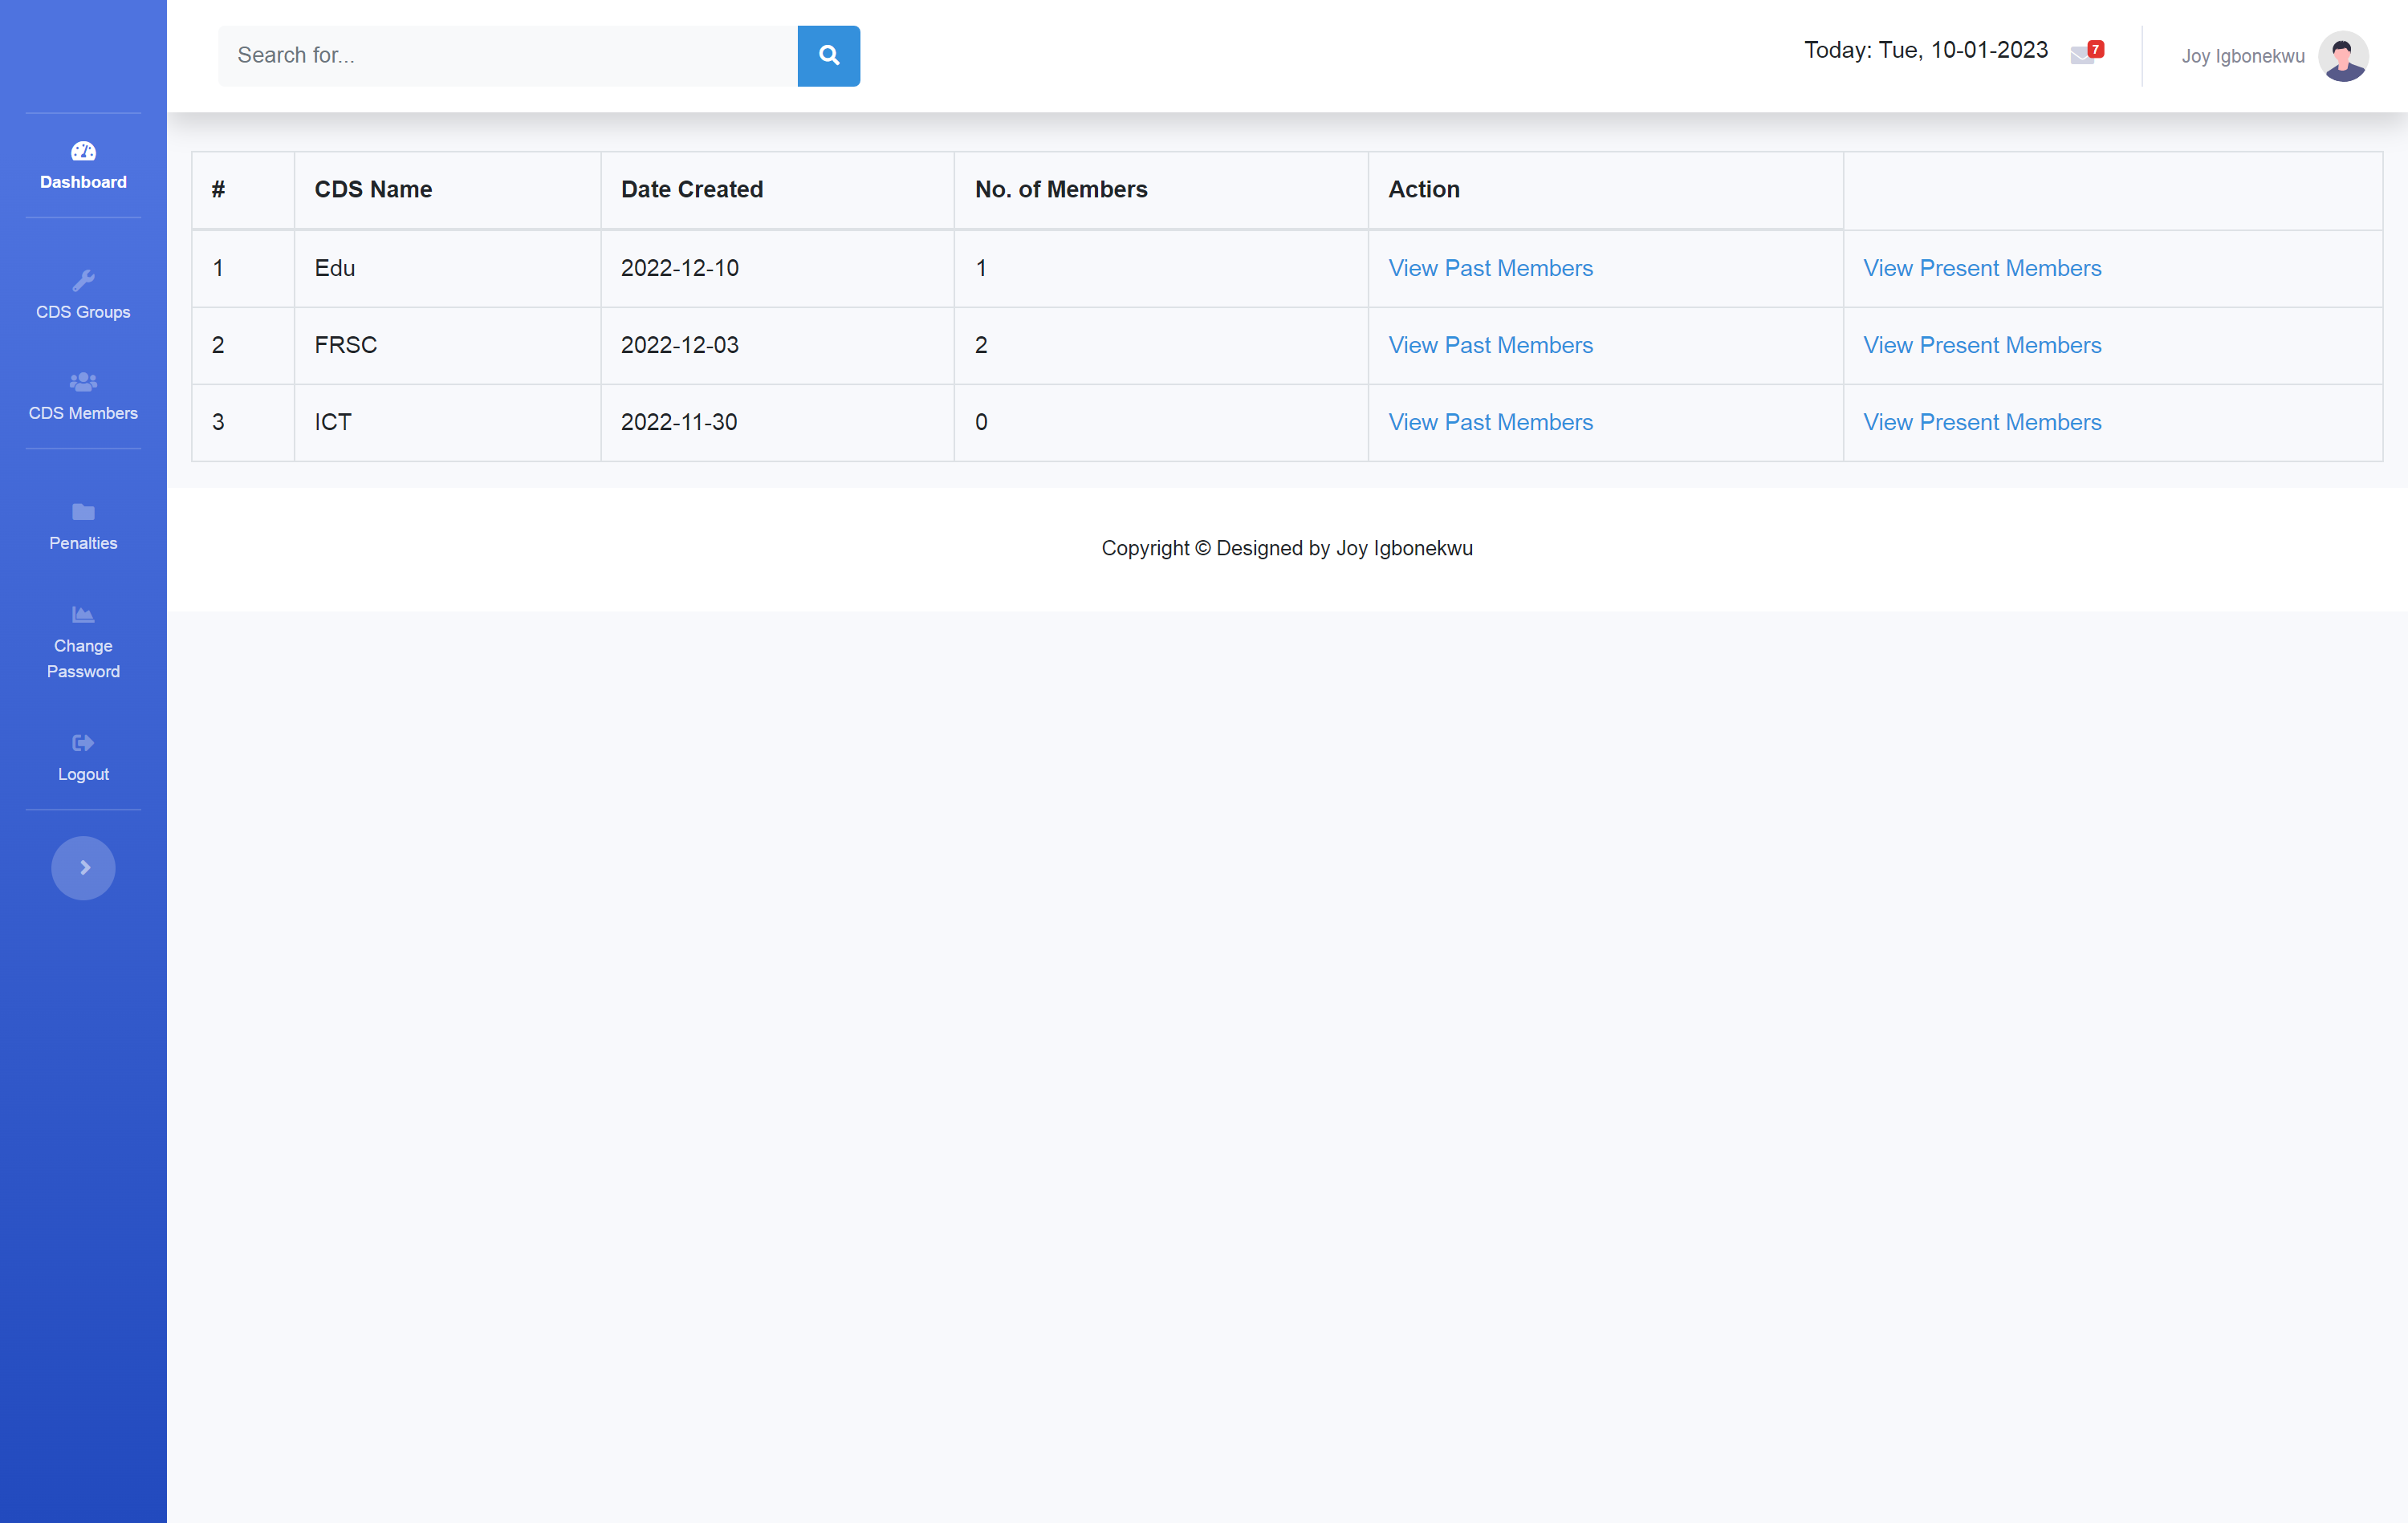 Search for...
Today: Tue, 10-01-2023
7
Joy Igbonekwu
Dashboard
CDS Groups
CDS Members
Penalties
Change
Password
Logout
# CDS Name Date Created No. of Members Action
1 Edu 2022-12-10 1 View Past Members View Present Members
2 FRSC 2022-12-03 2 View Past Members View Present Members
3 ICT 2022-11-30 0 View Past Members View Present Members
Copyright © Designed by Joy Igbonekwu